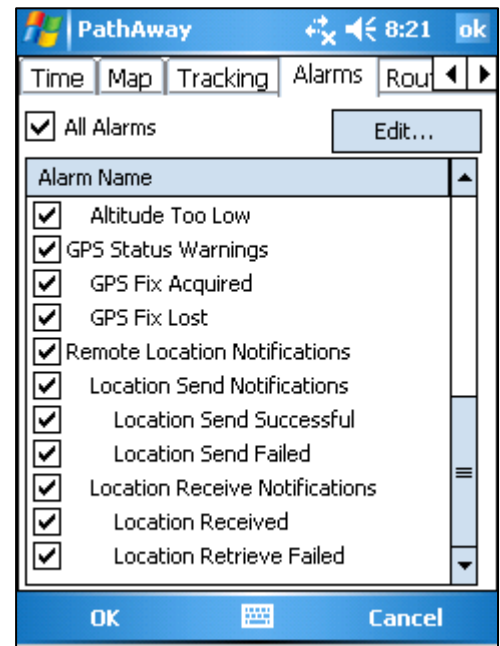 PathAway 8:21 ok
Time Map Tracking Alarms Rou
All Alarms Edit...
Alarm Name
Altitude Too Low
GPS Status Warnings
GPS Fix Acquired
GPS Fix Lost
Remote Location Notifications
Location Send Notifications
Location Send Successful
Location Send Failed
Location Receive Notifications
Location Received
Location Retrieve Failed
OK Cancel